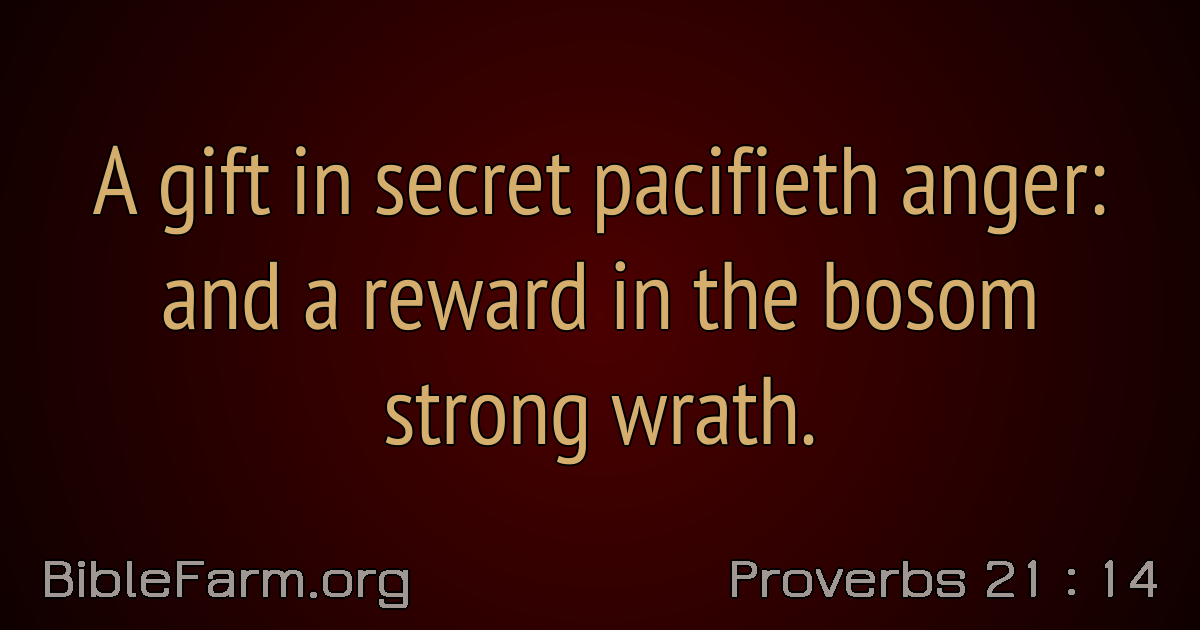 A gift in secret pacifieth anger:
and a reward in the bosom
strong wrath.
BibleFarm.org
Proverbs 21 : 14